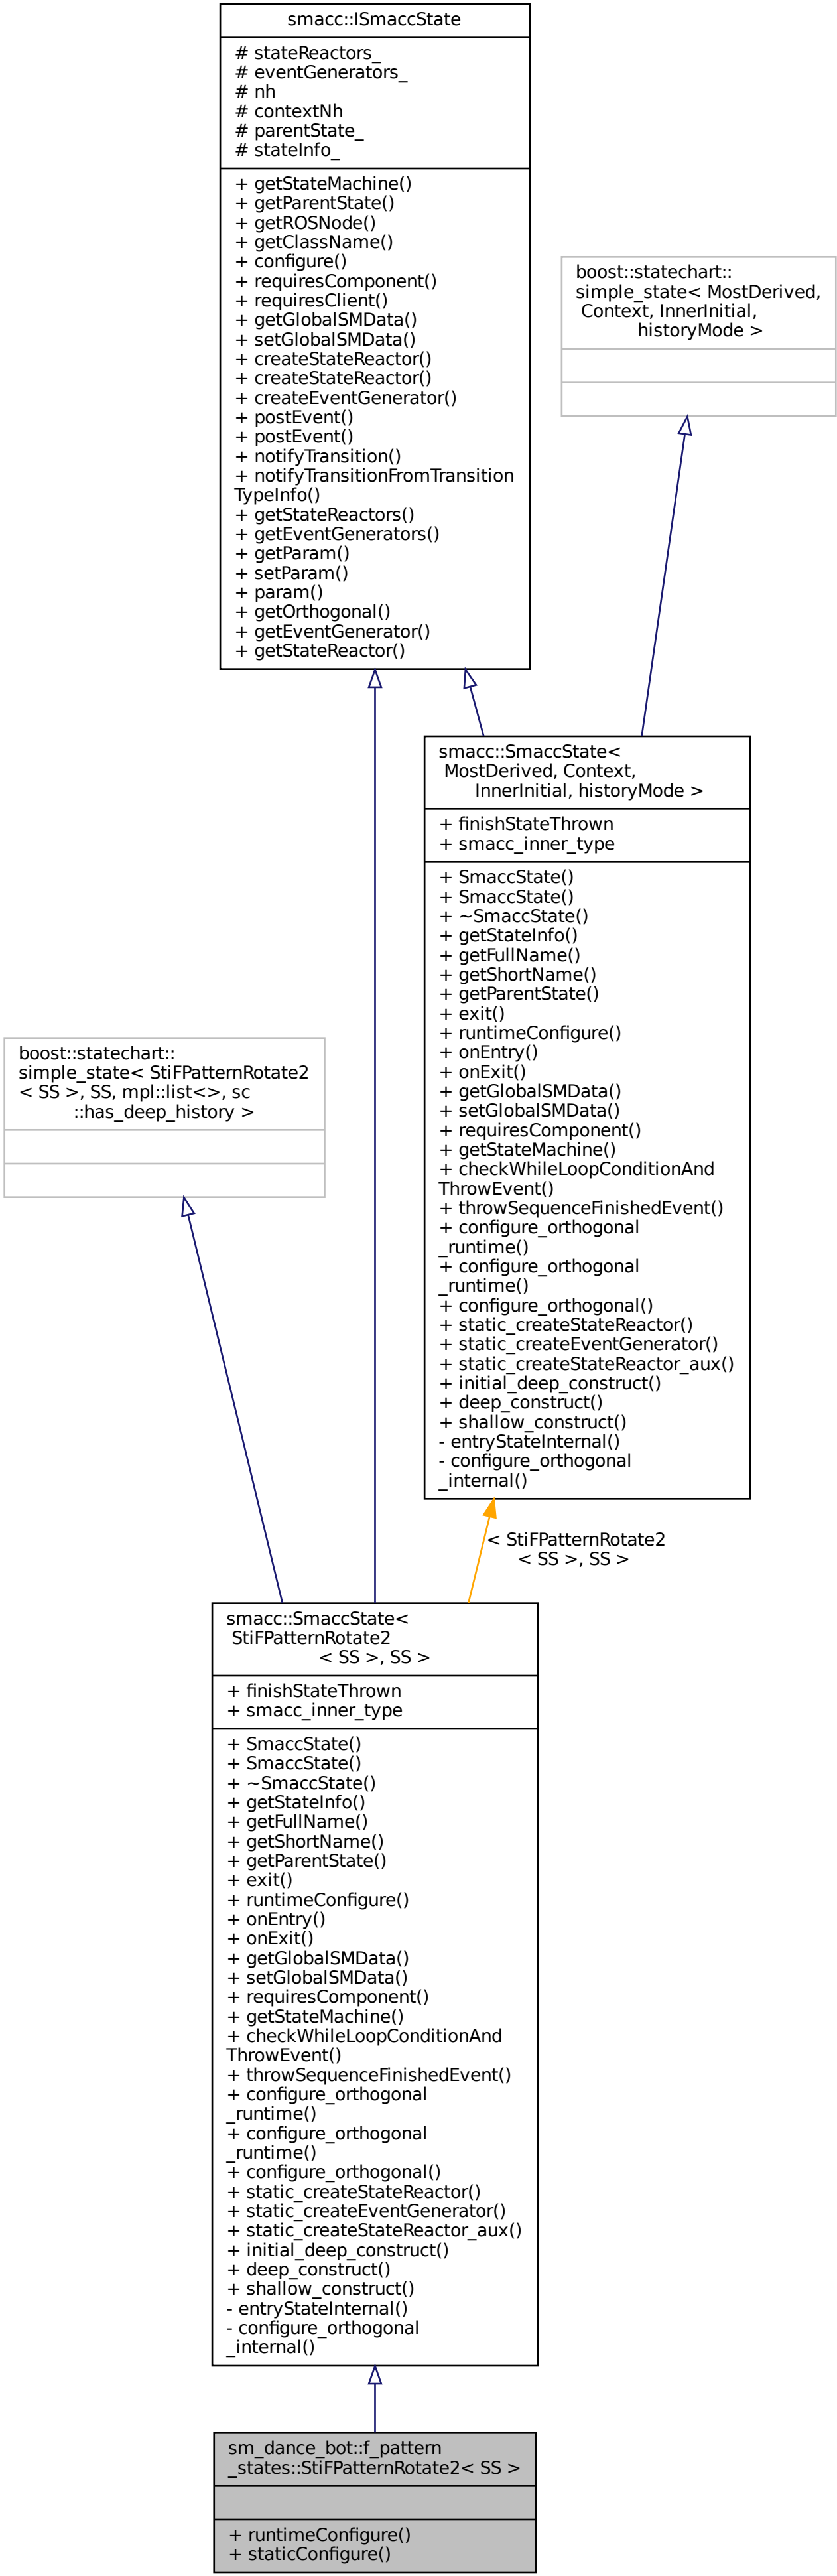 smacc::ISmaccState
# stateReactors_
# eventGenerators_
# nh
# contextNh
# parentState_
# stateInfo_
+ getStateMachine()
+ getParentState()
+ getROSNode()
+ getClassName()
+ configure()
+ requiresComponent()
+ requiresClient()
+ getGlobalSMData()
+ setGlobalSMData()
+ createStateReactor()
+ createStateReactor()
+ createEventGenerator()
+ postEvent()
+ postEvent()
+ notifyTransition()
+ notifyTransitionFromTransition
TypeInfo()
+ getStateReactors()
+ getEventGenerators()
+ getParam()
+ setParam()
+ param()
+ getOrthogonal()
+ getEventGenerator()
+ getStateReactor()
boost::statechart::
simple_state< MostDerived,
Context, InnerInitial,
historyMode >
smacc::SmaccState<
MostDerived, Context,
InnerInitial, historyMode >
+ finishStateThrown
+ smacc_inner_type
+ SmaccState()
+ SmaccState()
+ ~SmaccState()
+ getStateInfo()
+ getFullName()
+ getShortName()
+ getParentState()
+ exit()
+ runtimeConfigure()
+ onEntry()
+ onExit()
+ getGlobalSMData()
+ setGlobalSMData()
+ requiresComponent()
+ getStateMachine()
+ checkWhileLoopConditionAnd
ThrowEvent()
+ throwSequenceFinishedEvent()
+ configure_orthogonal
_runtime()
+ configure_orthogonal
_runtime()
+ configure_orthogonal()
+ static_createStateReactor()
+ static_createEventGenerator()
+ static_createStateReactor_aux()
+ initial_deep_construct()
+ deep_construct()
+ shallow_construct()
- entryStateInternal()
- configure_orthogonal
_internal()
boost::statechart::
simple_state< StiFPatternRotate2
< SS >, SS, mpl::list<>, sc
::has_deep_history >
< StiFPatternRotate2
< SS >, SS >
smacc::SmaccState<
StiFPatternRotate2
< SS >, SS >
+ finishStateThrown
+ smacc_inner_type
+ SmaccState()
+ SmaccState()
+ ~SmaccState()
+ getStateInfo()
+ getFullName()
+ getShortName()
+ getParentState()
+ exit()
+ runtimeConfigure()
+ onEntry()
+ onExit()
+ getGlobalSMData()
+ setGlobalSMData()
+ requiresComponent()
+ getStateMachine()
+ checkWhileLoopConditionAnd
ThrowEvent()
+ throwSequenceFinishedEvent()
+ configure_orthogonal
_runtime()
+ configure_orthogonal
_runtime()
+ configure_orthogonal()
+ static_createStateReactor()
+ static_createEventGenerator()
+ static_createStateReactor_aux()
+ initial_deep_construct()
+ deep_construct()
+ shallow_construct()
- entryStateInternal()
- configure_orthogonal
_internal()
sm_dance_bot::f_pattern
_states::StiFPatternRotate2< SS >
+ runtimeConfigure()
+ staticConfigure()